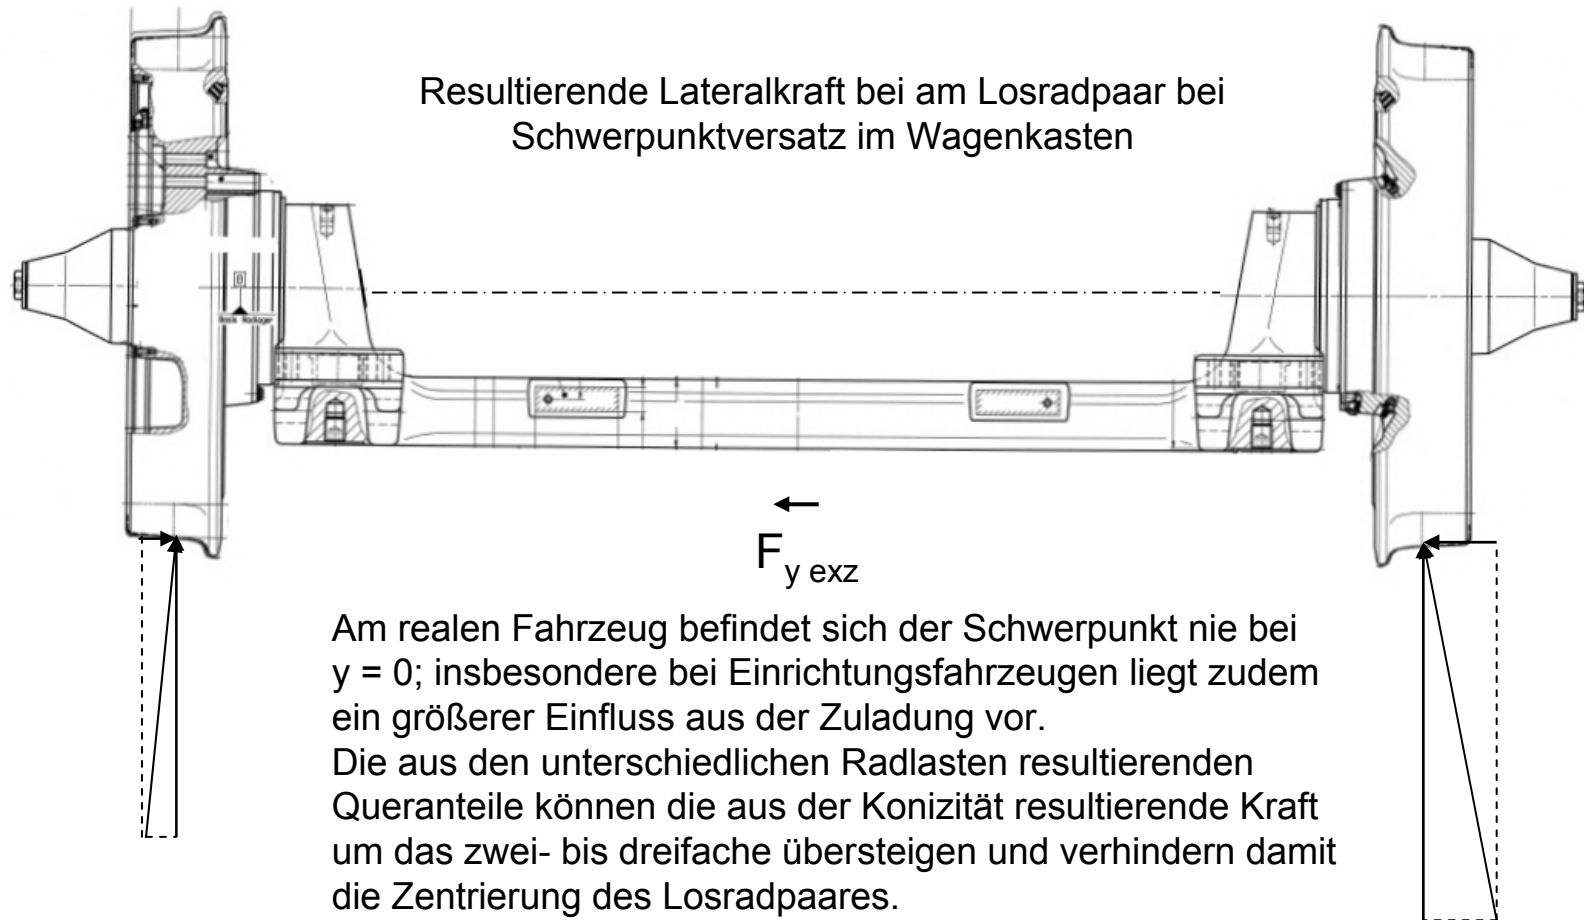 Resultierende Lateralkraft bei am Losradpaar bei
Schwerpunktversatz im Wagenkasten
B
Basis Radlager
F y exz
Am realen Fahrzeug befindet sich der Schwerpunkt nie bei
y = 0; insbesondere bei Einrichtungsfahrzeugen liegt zudem
ein größerer Einfluss aus der Zuladung vor.
Die aus den unterschiedlichen Radlasten resultierenden
Queranteile können die aus der Konizität resultierende Kraft
um das zwei- bis dreifache übersteigen und verhindern damit
die Zentrierung des Losradpaares.